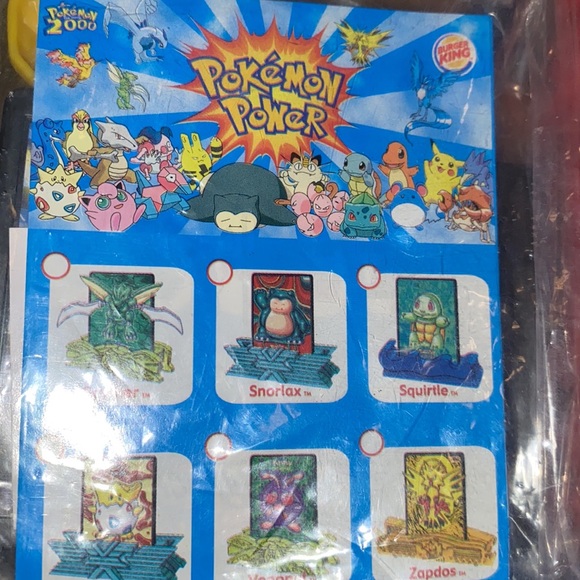 Pokémon
2000
POKÉMON
POWER
BURGER
KING
Snorlax™
Squirtle™
Zapdos™